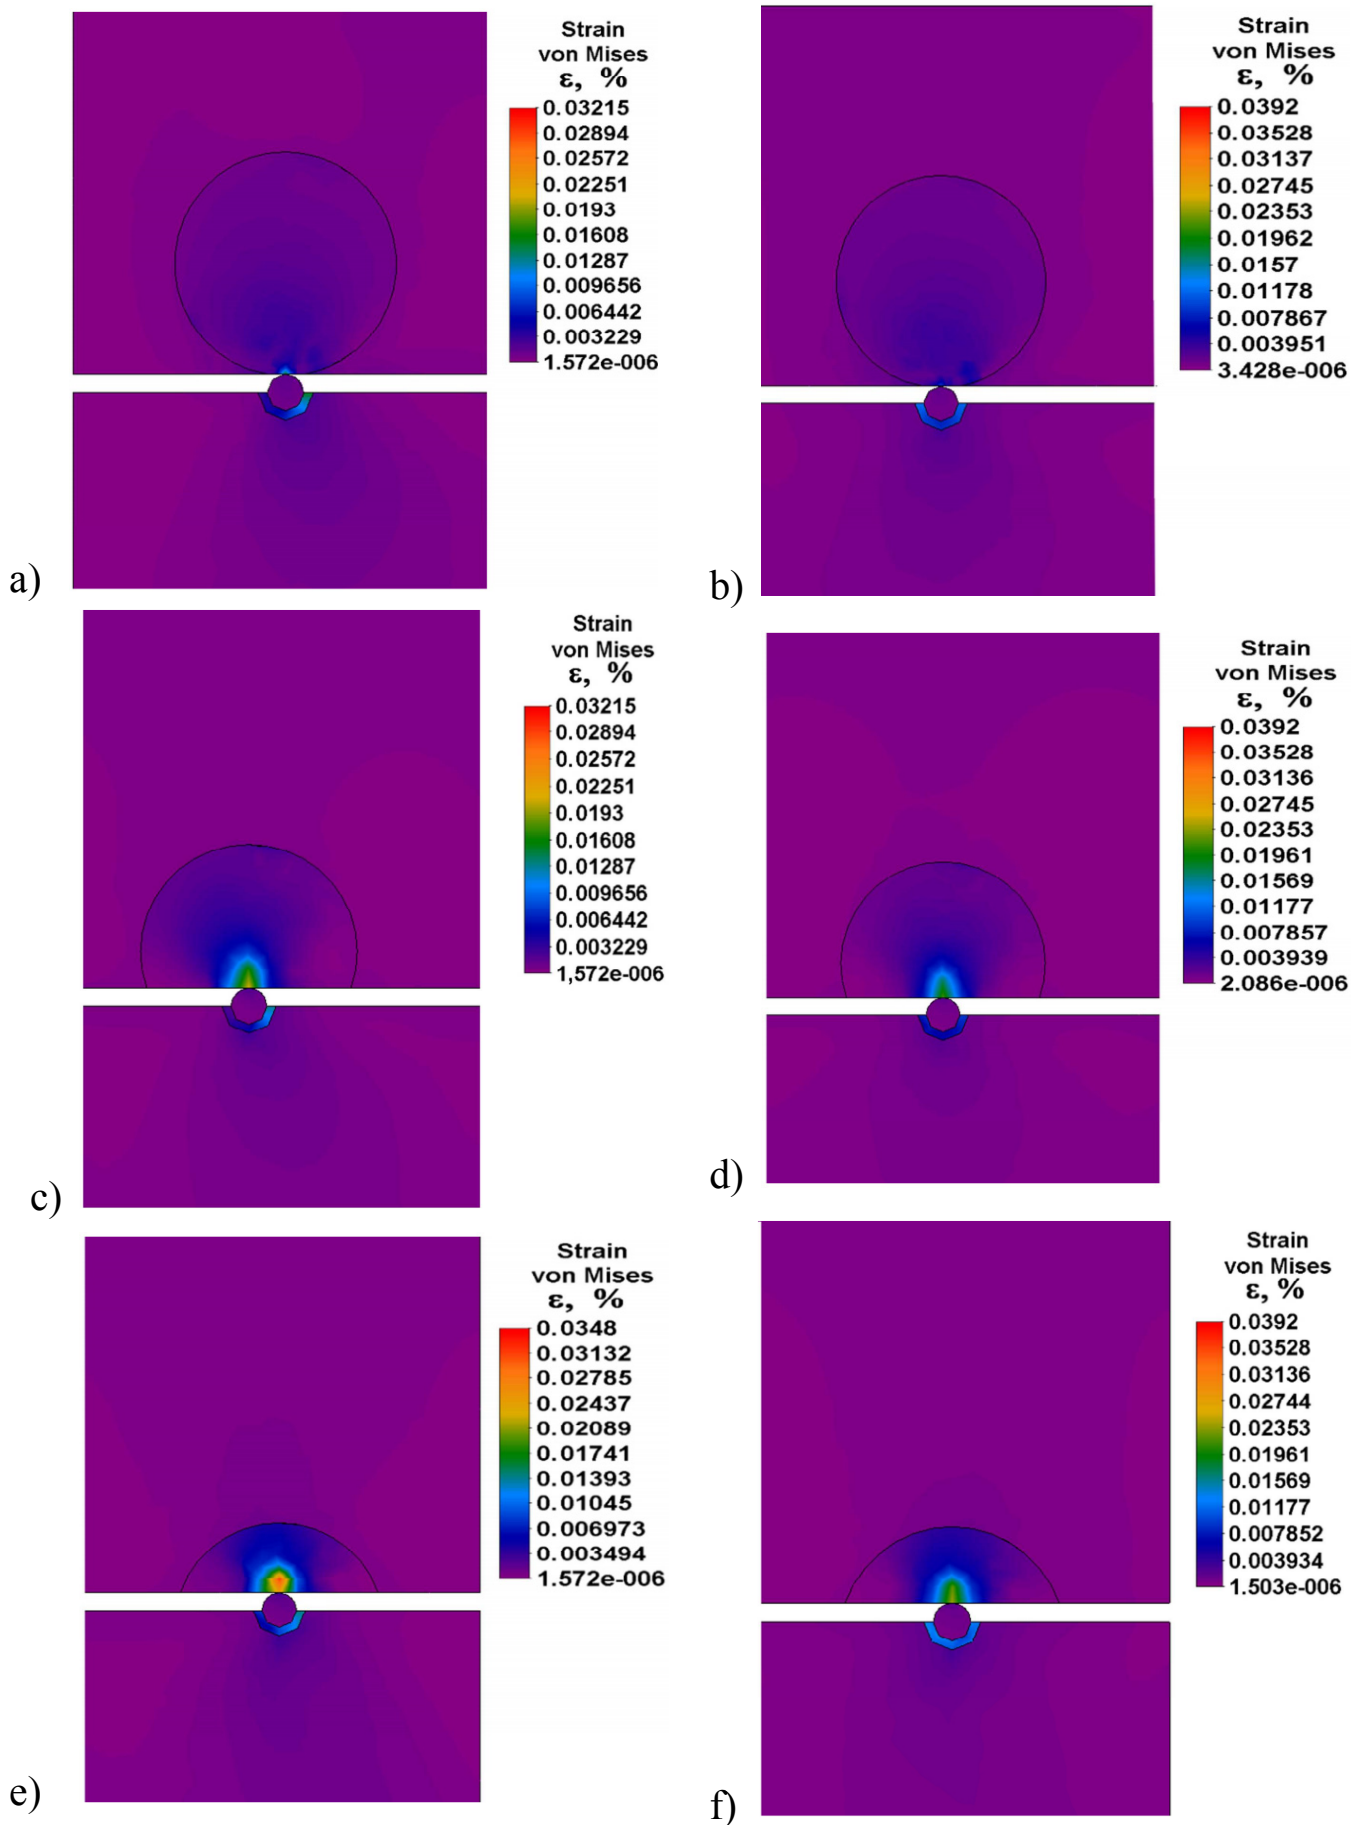 Strain
von Mises
ε, %
0.03215
0.02894
0.02572
0.02251
0.0193
0.01608
0.01287
0.009656
0.006442
0.003229
1.572e-006
a)
Strain
von Mises
ε, %
0.0392
0.03528
0.03137
0.02745
0.02353
0.01962
0.0157
0.01178
0.007867
0.003951
3.428e-006
b)
Strain
von Mises
ε, %
0.03215
0.02894
0.02572
0.02251
0.0193
0.01608
0.01287
0.009656
0.006442
0.003229
1,572e-006
c)
Strain
von Mises
ε, %
0.0392
0.03528
0.03136
0.02745
0.02353
0.01961
0.01569
0.01177
0.007857
0.003939
2.086e-006
d)
Strain
von Mises
ε, %
0.0348
0.03132
0.02785
0.02437
0.02089
0.01741
0.01393
0.01045
0.006973
0.003494
1.572e-006
e)
Strain
von Mises
ε, %
0.0392
0.03528
0.03136
0.02744
0.02353
0.01961
0.01569
0.01177
0.007852
0.003934
1.503e-006
f)